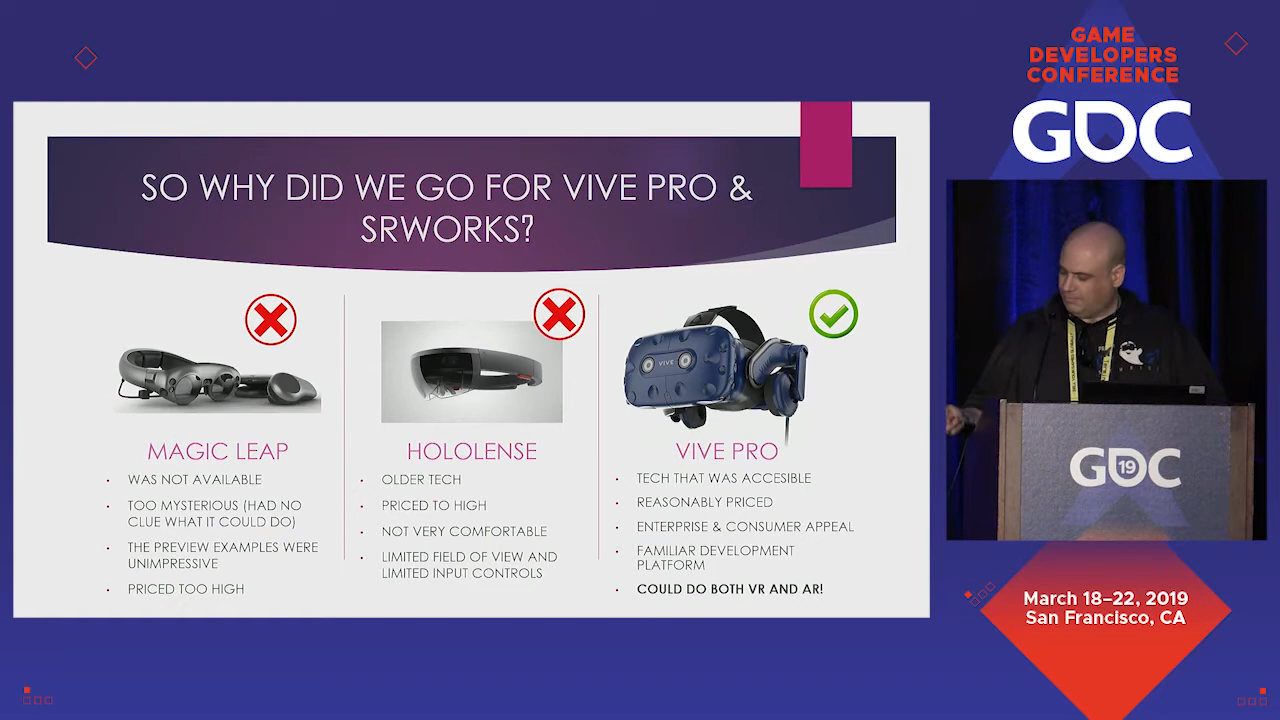 GAME
DEVELOPERS
CONFERENCE
GDC
SO WHY DID WE GO FOR VIVE PRO &
SRWORKS?
VIVE
MAGIC LEAP
WAS NOT AVAILABLE
TOO MYSTERIOUS (HAD NO
CLUE WHAT IT COULD DO)
THE PREVIEW EXAMPLES WERE
UNIMPRESSIVE
PRICED TOO HIGH
HOLOLENSE
OLDER TECH
PRICED TO HIGH
NOT VERY COMFORTABLE
LIMITED FIELD OF VIEW AND
LIMITED INPUT CONTROLS
VIVE PRO
TECH THAT WAS ACCESIBLE
REASONABLY PRICED
ENTERPRISE & CONSUMER APPEAL
FAMILIAR DEVELOPMENT
PLATFORM
COULD DO BOTH VR AND AR!
GDC
19
March 18–22, 2019
San Francisco, CA